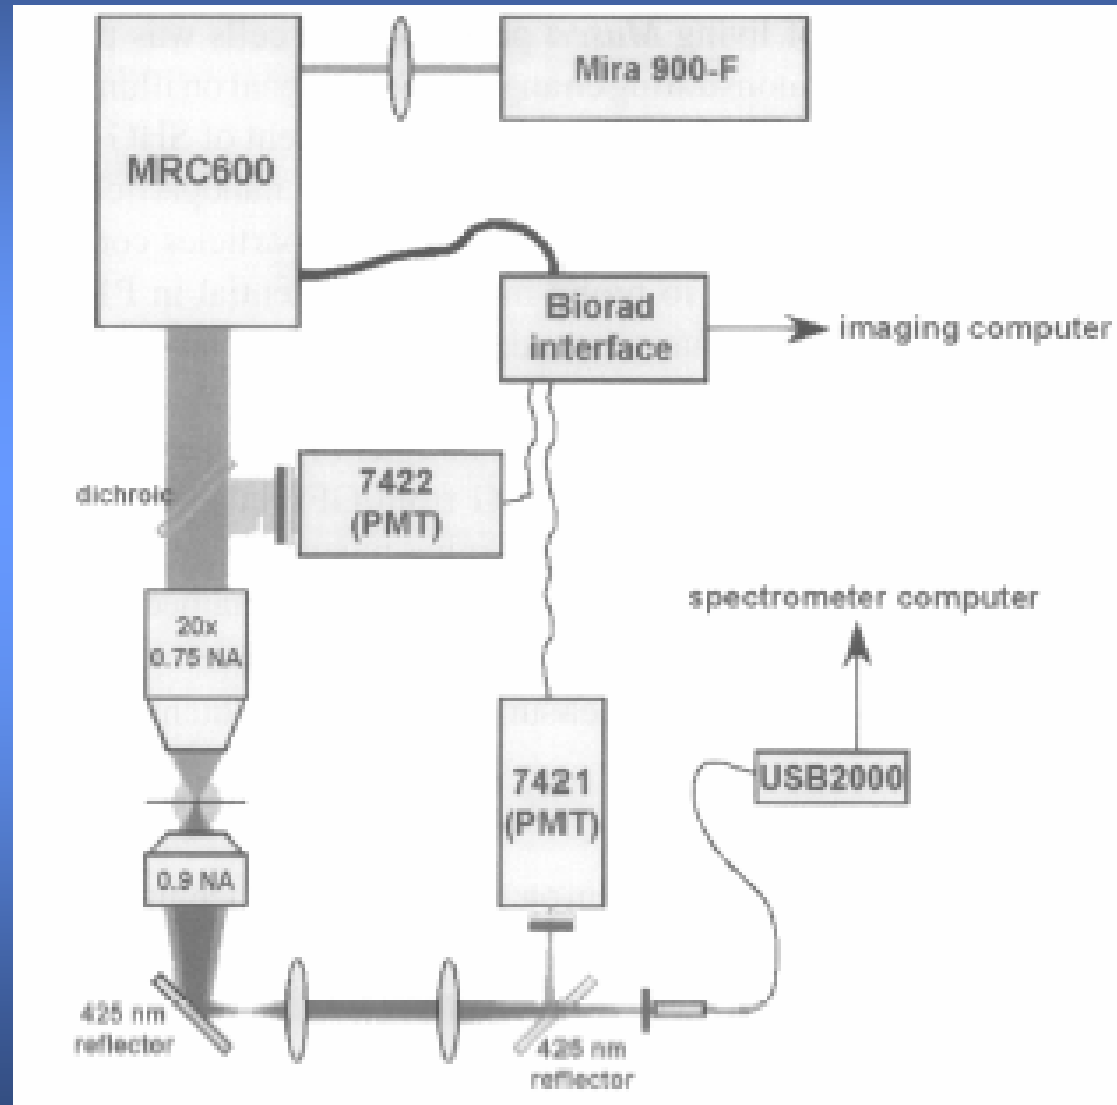 Mira 900-F
MRC600
Biorad
interface
imaging computer
dichroic
7422
(PMT)
20x
0.75 NA
spectrometer computer
7421
(PMT)
USB2000
0.9 NA
425 nm
reflector
425 nm
reflector